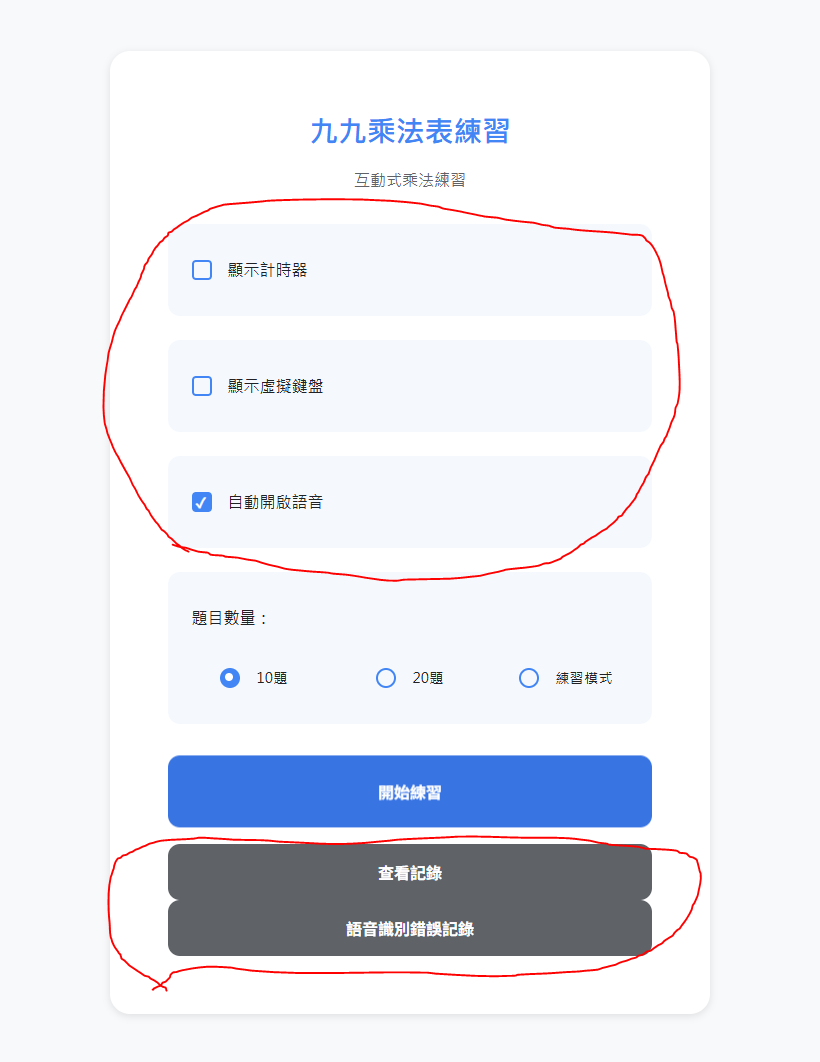 九九乘法表練習
互動式乘法練習
顯示計時器
顯示虛擬鍵盤
自動開啟語音
題目數量：
10題 20題 練習模式
開始練習
查看記錄
語音識別錯誤記錄